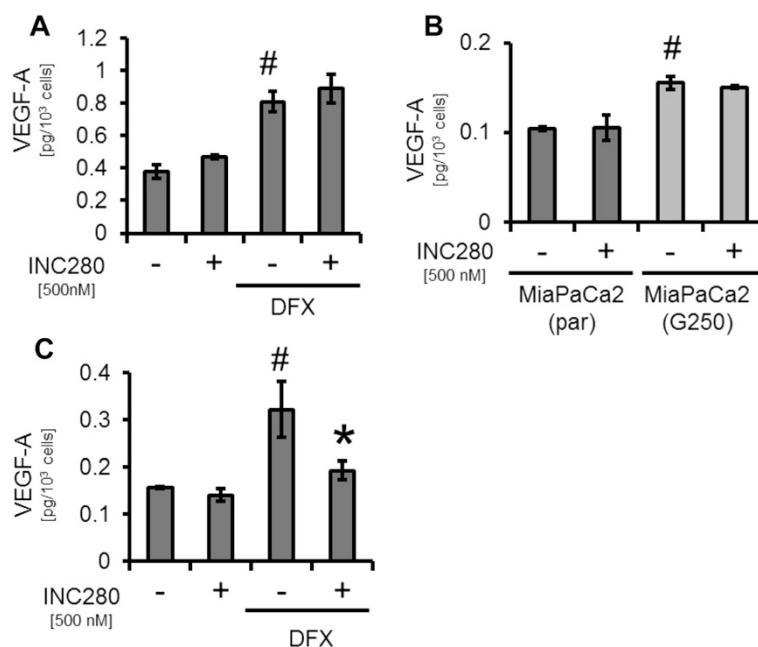 A
VEGF-A
[pg/10³ cells]
1.2
1
0.8
0.6
0.4
0.2
0
#
INC280
[500nM]
- + - +
DFX
B
VEGF-A
[pg/10³ cells]
0.2
0.1
0
#
INC280
[500 nM]
- + - +
MiaPaCa2 MiaPaCa2
(par) (G250)
C
VEGF-A
[pg/10³ cells]
0.4
0.3
0.2
0.1
0
#
*
INC280
[500 nM]
- + - +
DFX